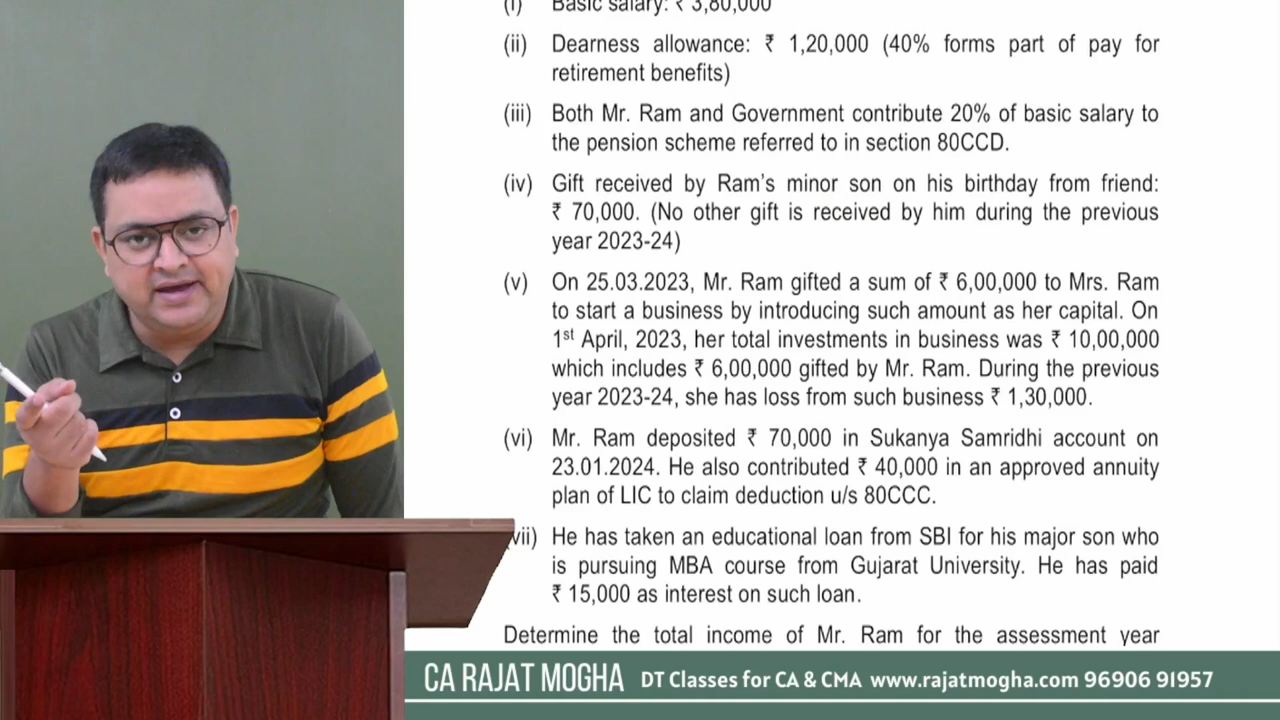 (i) Basic salary: ₹ 3,80,000
(ii) Dearness allowance: ₹ 1,20,000 (40% forms part of pay for
retirement benefits)
(iii) Both Mr. Ram and Government contribute 20% of basic salary to
the pension scheme referred to in section 80CCD.
(iv) Gift received by Ram's minor son on his birthday from friend:
₹ 70,000. (No other gift is received by him during the previous
year 2023-24)
(v) On 25.03.2023, Mr. Ram gifted a sum of ₹ 6,00,000 to Mrs. Ram
to start a business by introducing such amount as her capital. On
1st April, 2023, her total investments in business was ₹ 10,00,000
which includes ₹ 6,00,000 gifted by Mr. Ram. During the previous
year 2023-24, she has loss from such business ₹ 1,30,000.
(vi) Mr. Ram deposited ₹ 70,000 in Sukanya Samridhi account on
23.01.2024. He also contributed ₹ 40,000 in an approved annuity
plan of LIC to claim deduction u/s 80CCC.
(vii) He has taken an educational loan from SBI for his major son who
is pursuing MBA course from Gujarat University. He has paid
₹ 15,000 as interest on such loan.
Determine the total income of Mr. Ram for the assessment year
CA RAJAT MOGHA DT Classes for CA & CMA www.rajatmogha.com 96906 91957